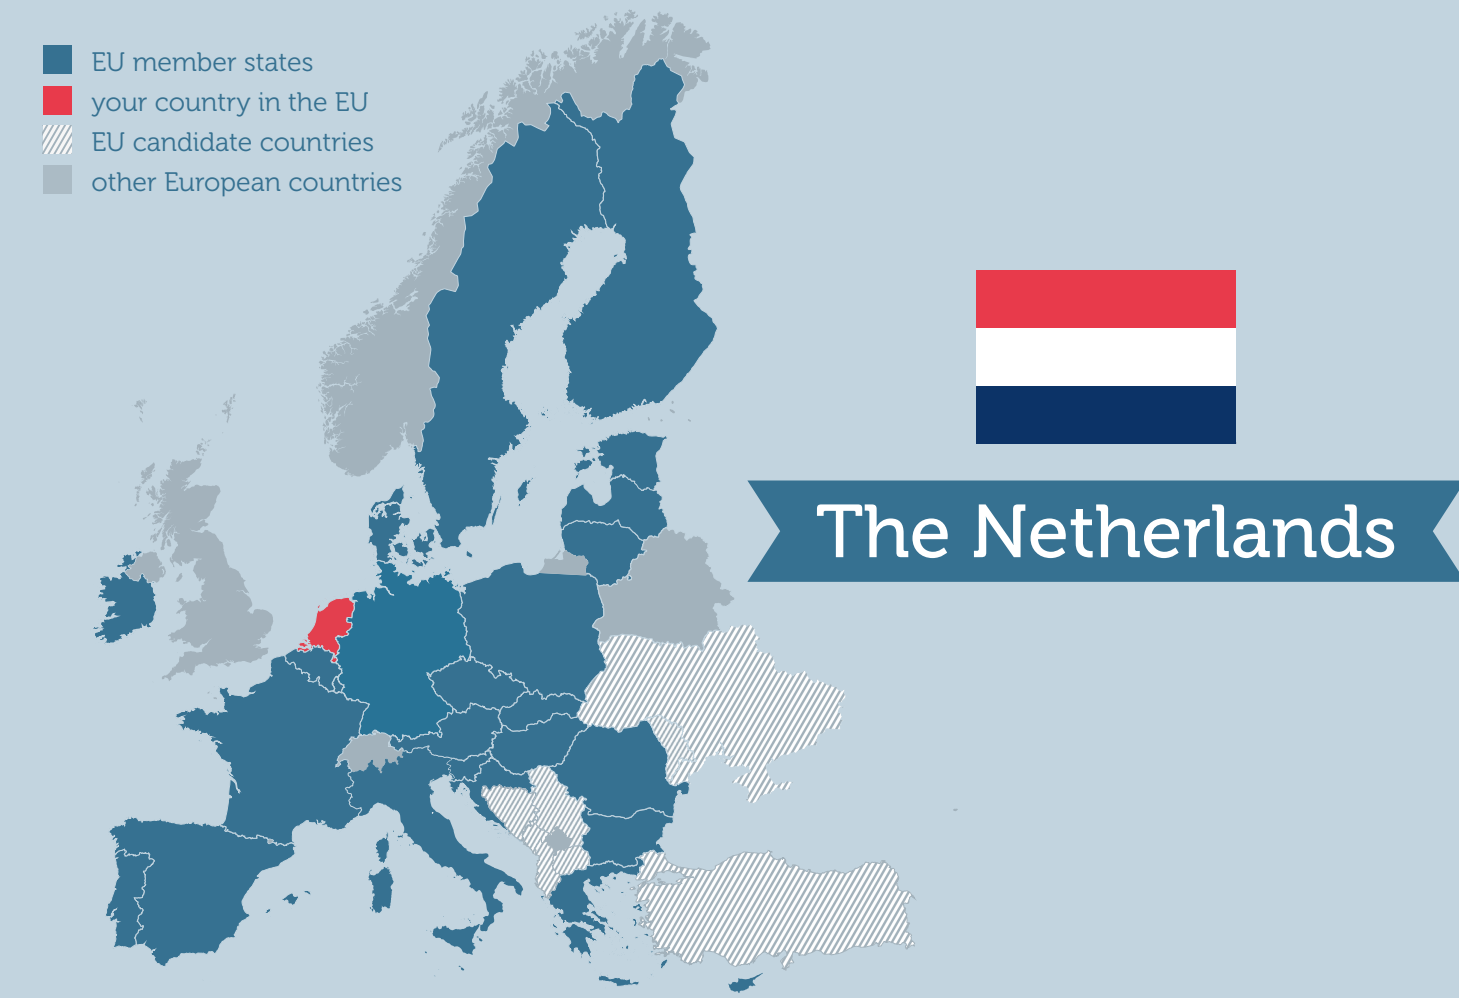 EU member states
your country in the EU
EU candidate countries
other European countries
The Netherlands